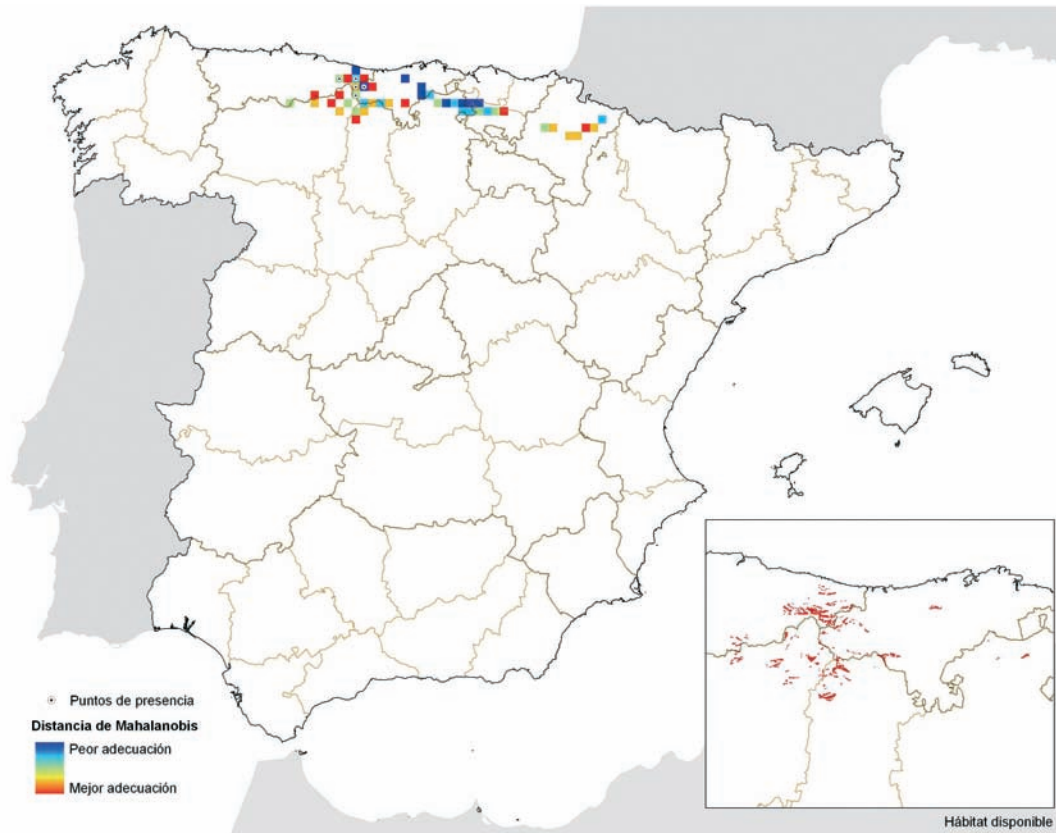 Puntos de presencia
Distancia de Mahalanobis
Peor adecuación
Mejor adecuación
Hábitat disponible